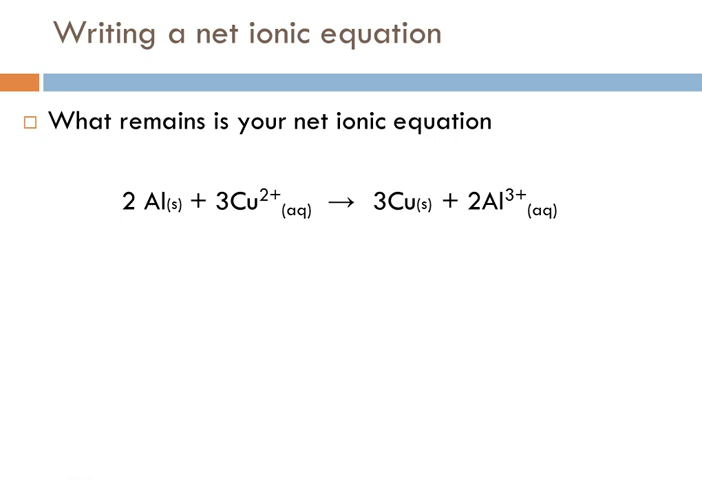 Writing a net ionic equation
What remains is your net ionic equation
2 Al(s) + 3Cu²⁺(aq) → 3Cu(s) + 2Al³⁺(aq)